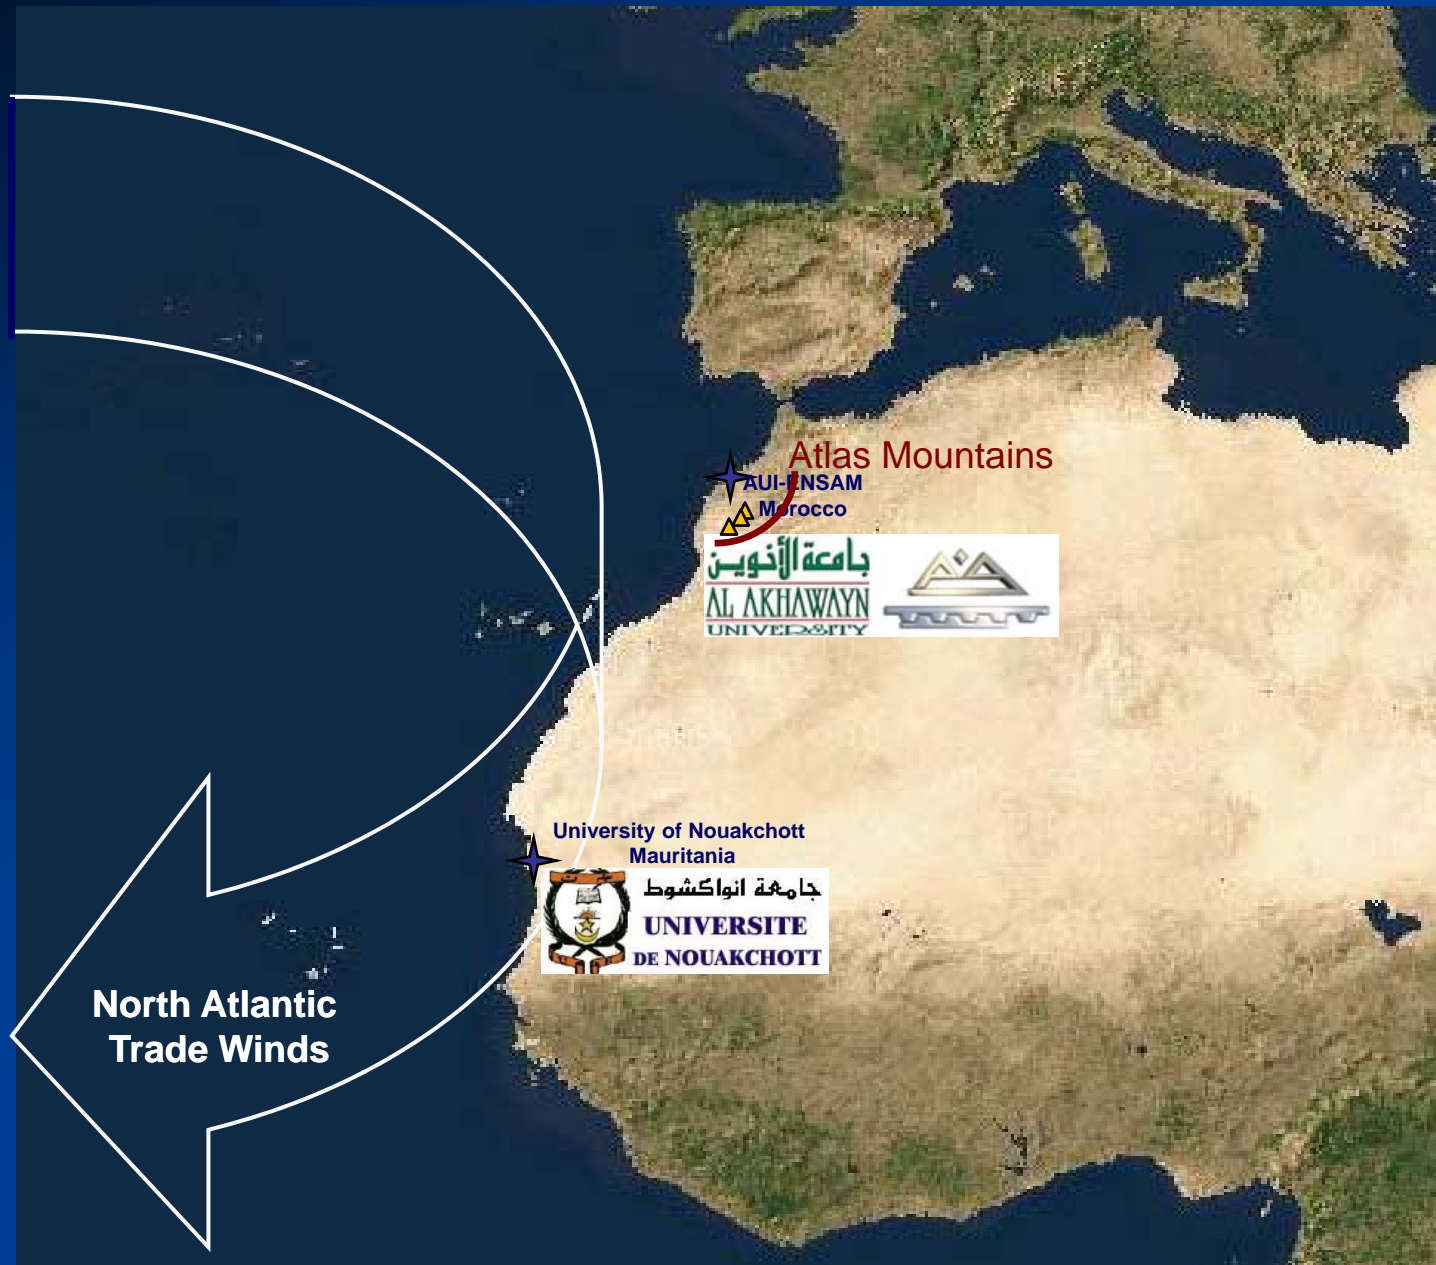 Atlas Mountains
AUI-ENSAM
Morocco
جامعة الأخوين
AL AKHAWAYN
UNIVERSITY
University of Nouakchott
Mauritania
جامعة انواكشوط
UNIVERSITE
DE NOUAKCHOTT
North Atlantic
Trade Winds